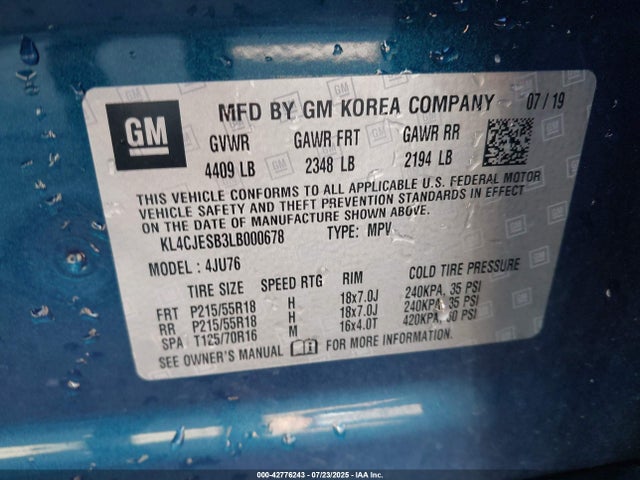 GM
MFD BY GM KOREA COMPANY 07/19
GVWR GAWR FRT GAWR RR
4409 LB 2348 LB 2194 LB
THIS VEHICLE CONFORMS TO ALL APPLICABLE U.S. FEDERAL MOTOR
VEHICLE SAFETY AND THEFT PREVENTION STANDARDS IN EFFECT
ON THE DATE OF MANUFACTURE SHOWN ABOVE.
KL4CJESB3LB000678 TYPE: MPV
MODEL : 4JU76
TIRE SIZE SPEED RTG RIM COLD TIRE PRESSURE
FRT P215/55R18 H 18x7.0J 240KPA, 35 PSI
RR P215/55R18 H 18x7.0J 240KPA, 35 PSI
SPA T125/70R16 M 16x4.0T 420KPA, 60 PSI
SEE OWNER'S MANUAL FOR MORE INFORMATION.
000-42776243 - 07/23/2025 - IAA Inc.